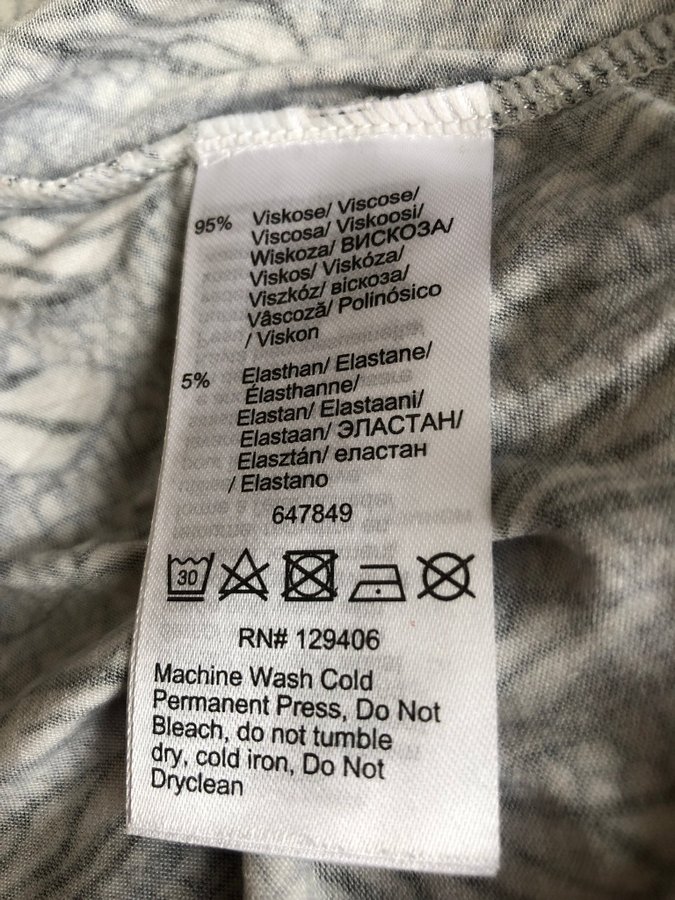 95% Viskose/ Viscose/
Viscosa/ Viskoosi/
Wiskoza/ ВИСКОЗА/
Viskos/ Viskóza/
Viszkóz/ віскоза/
Vâscoză/ Polinósico
/ Viskon
5% Elasthan/ Elastane/
Élasthanne/
Elastan/ Elastaani/
Elastaan/ ЭЛАСТАН/
Elasztán/ еластан
/ Elastano
647849
30
RN# 129406
Machine Wash Cold
Permanent Press, Do Not
Bleach, do not tumble
dry, cold iron, Do Not
Dryclean